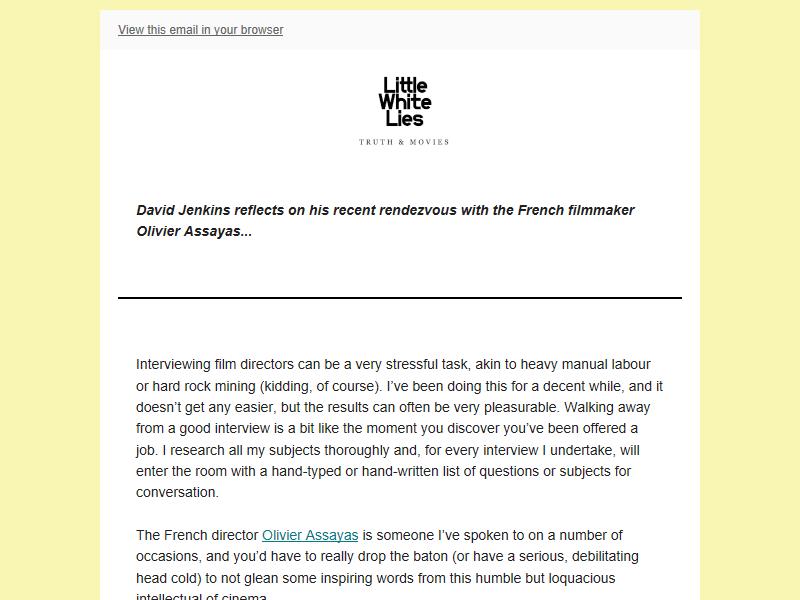 View this email in your browser
Little
White
Lies
TRUTH & MOVIES
David Jenkins reflects on his recent rendezvous with the French filmmaker
Olivier Assayas...
Interviewing film directors can be a very stressful task, akin to heavy manual labour
or hard rock mining (kidding, of course). I’ve been doing this for a decent while, and it
doesn’t get any easier, but the results can often be very pleasurable. Walking away
from a good interview is a bit like the moment you discover you’ve been offered a
job. I research all my subjects thoroughly and, for every interview I undertake, will
enter the room with a hand-typed or hand-written list of questions or subjects for
conversation.
The French director Olivier Assayas is someone I’ve spoken to on a number of
occasions, and you’d have to really drop the baton (or have a serious, debilitating
head cold) to not glean some inspiring words from this humble but loquacious
intellectual of cinema.